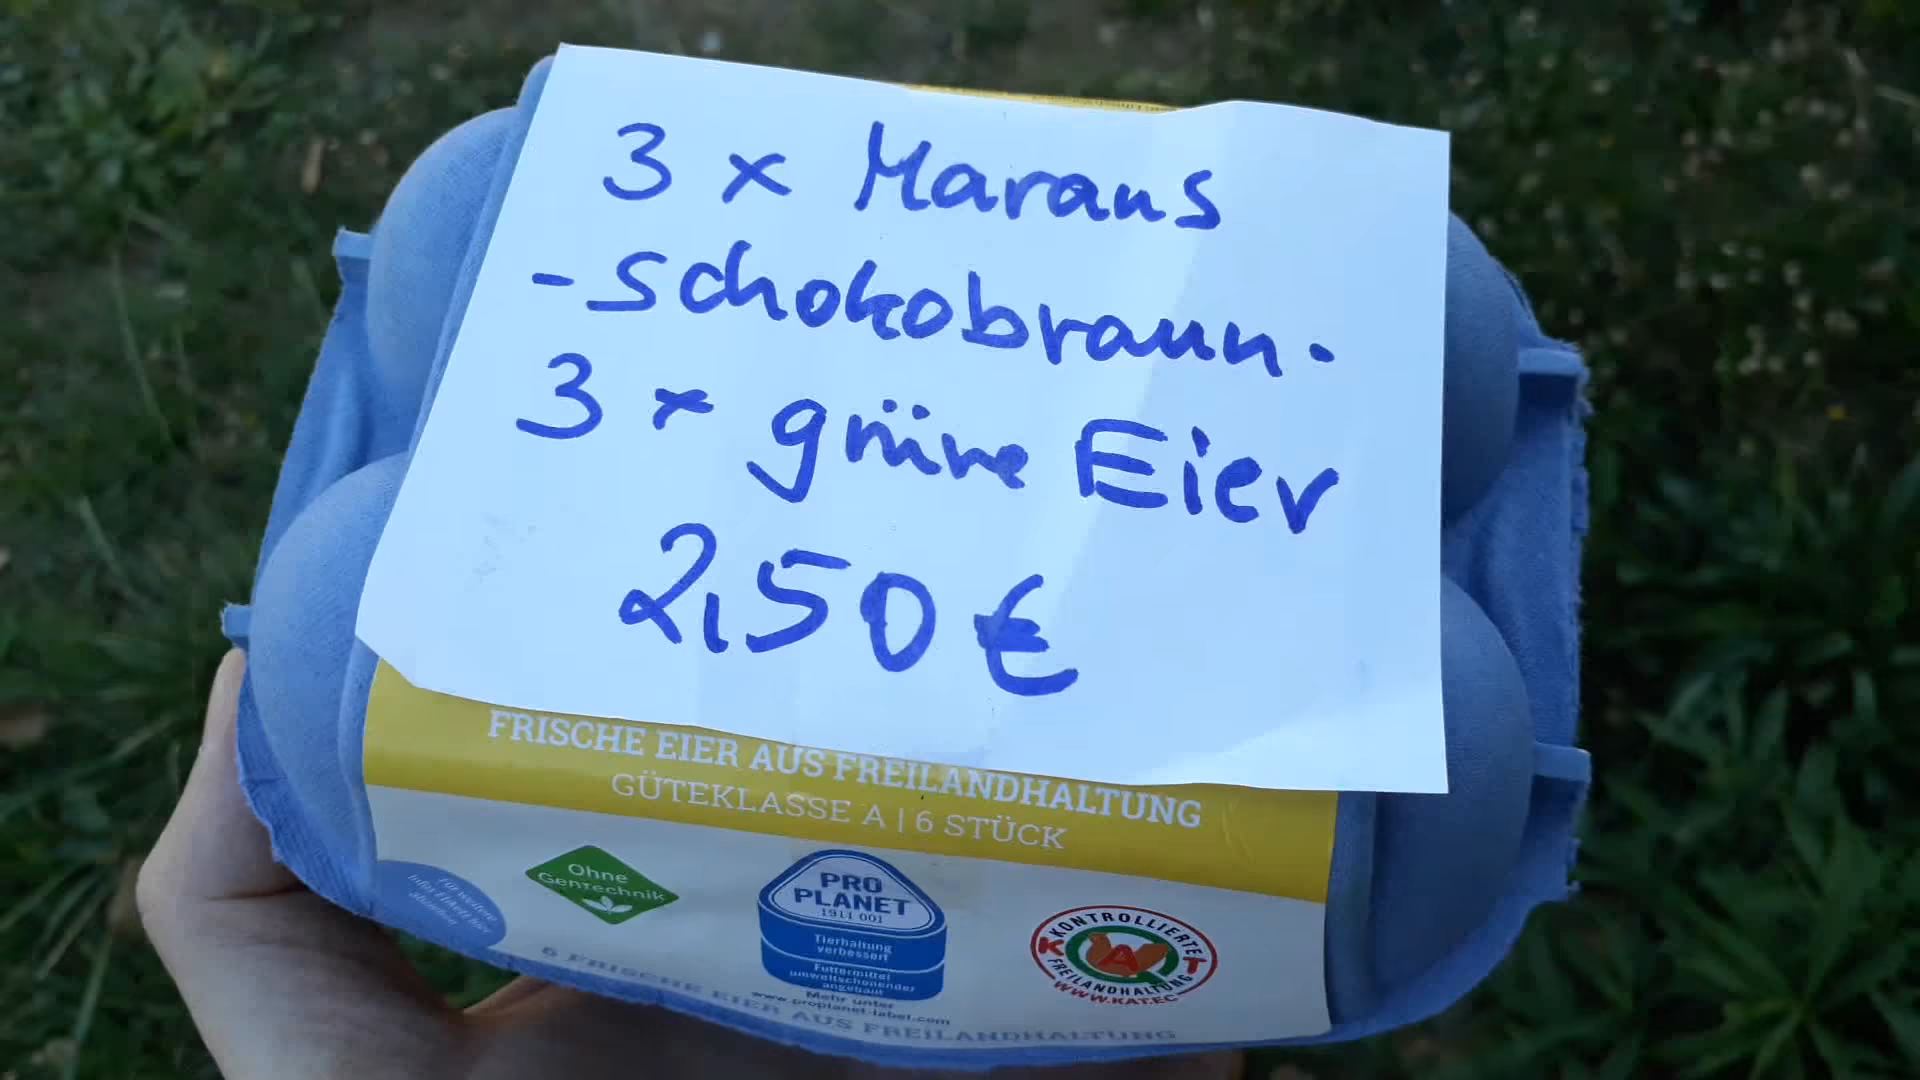 3 x Marans
- schokobraun.
3 x grüne Eier
2,50 €
FRISCHE EIER AUS FREILANDHALTUNG
GÜTEKLASSE A | 6 STÜCK
Ohne
Gentechnik
PRO
PLANET
1911 001
Tierhaltung
verbessert
Futtermittel
umweltschonender
angebaut
Mehr unter
www.proplanet-label.com
KONTROLLIERTE
KAT
FREILANDHALTUNG
WWW.KAT.EC
Für weitere
6 FRISCHE EIER AUS FREILANDHALTUNG